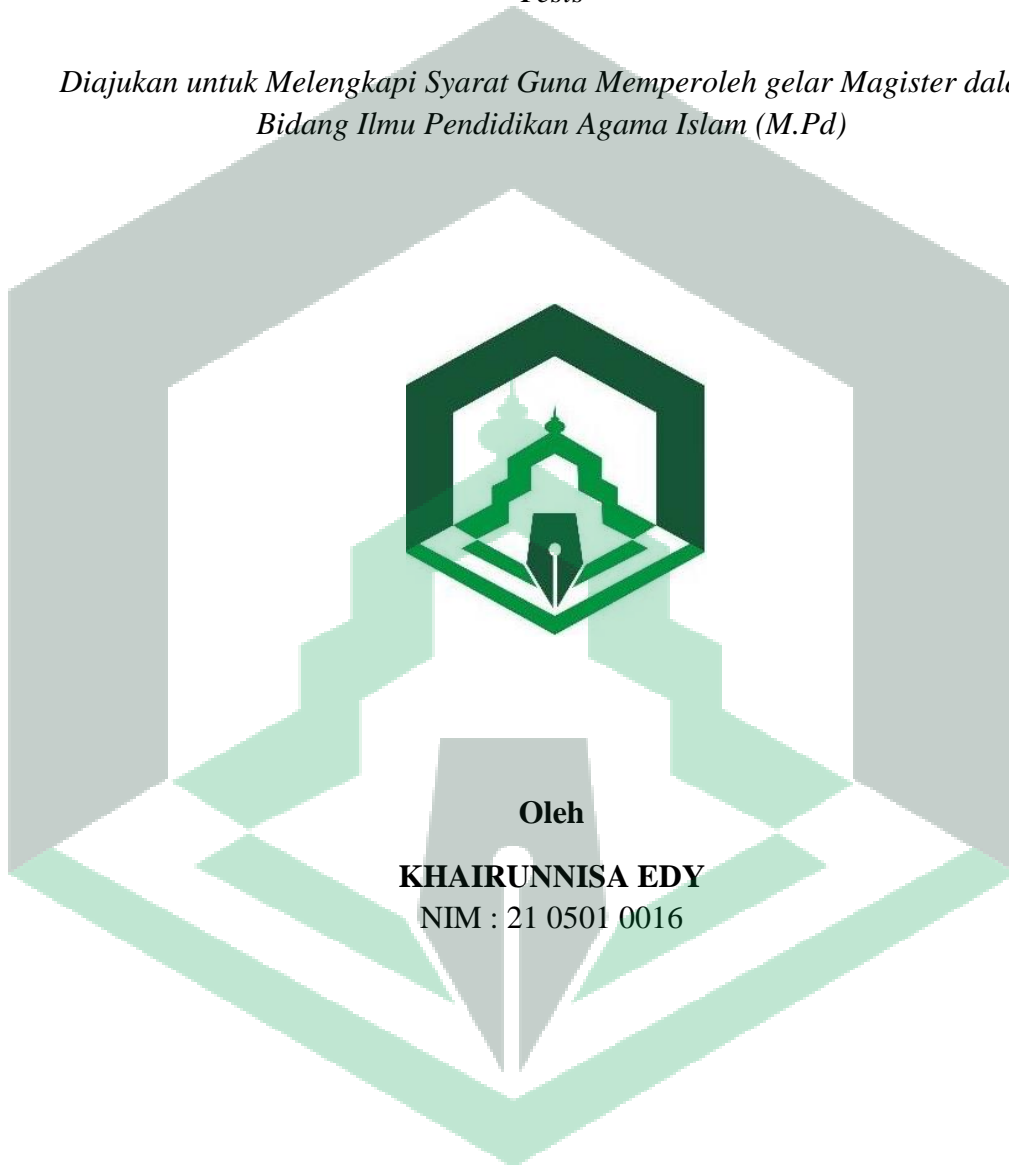 Tesis
Diajukan untuk Melengkapi Syarat Guna Memperoleh gelar Magister
Bidang Ilmu Pendidikan Agama Islam (M.Pd)
Oleh
KHAIRUNNISA EDY
NIM : 21 0501 0016